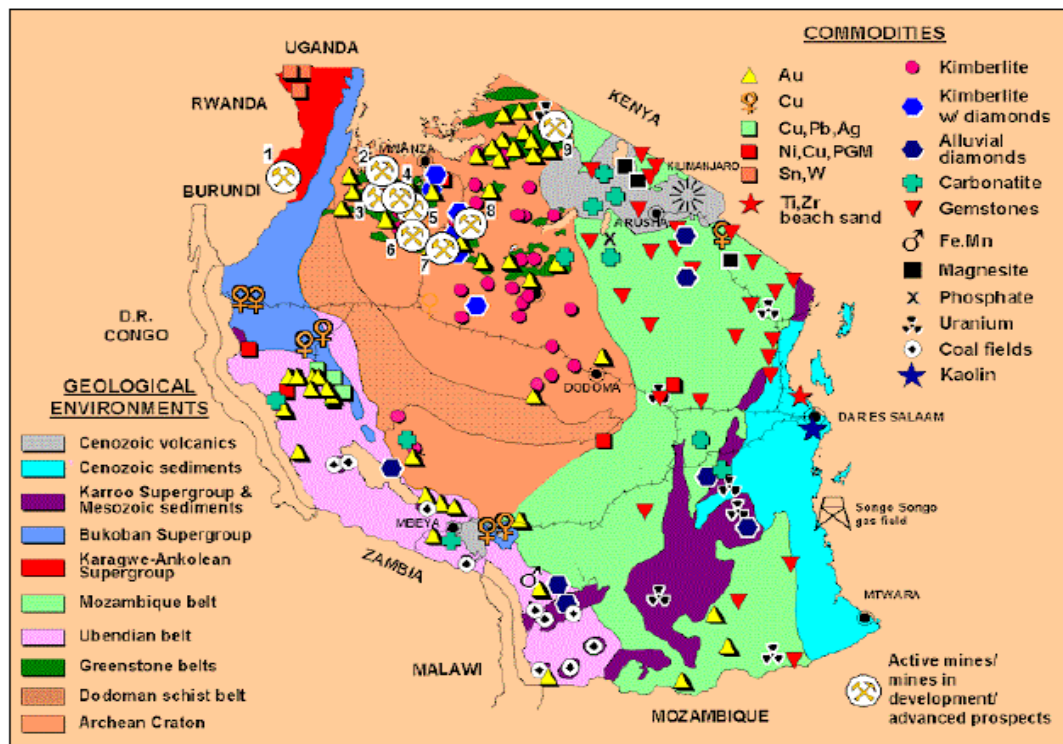 UGANDA
RWANDA
BURUNDI
D.R.
CONGO
ZAMBIA
MALAWI
MOZAMBIQUE
KENYA
MWANZA
KILIMANJARO
ARUSHA
DODOMA
DAR ES SALAAM
MBEYA
MTWARA
Songo Songo
gas field
1
2
3
4
5
6
7
8
9
COMMODITIES
Au
Cu
Cu,Pb,Ag
Ni,Cu,PGM
Sn,W
Kimberlite
Kimberlite
w/ diamonds
Alluvial
diamonds
Carbonatite
Gemstones
Ti,Zr
beach sand
Fe.Mn
Magnesite
X
Phosphate
Uranium
Coal fields
Kaolin
GEOLOGICAL
ENVIRONMENTS
Cenozoic volcanics
Cenozoic sediments
Karroo Supergroup &
Mesozoic sediments
Bukoban Supergroup
Karagwe-Ankolean
Supergroup
Mozambique belt
Ubendian belt
Greenstone belts
Dodoman schist belt
Archean Craton
Active mines/
mines in
development/
advanced prospects